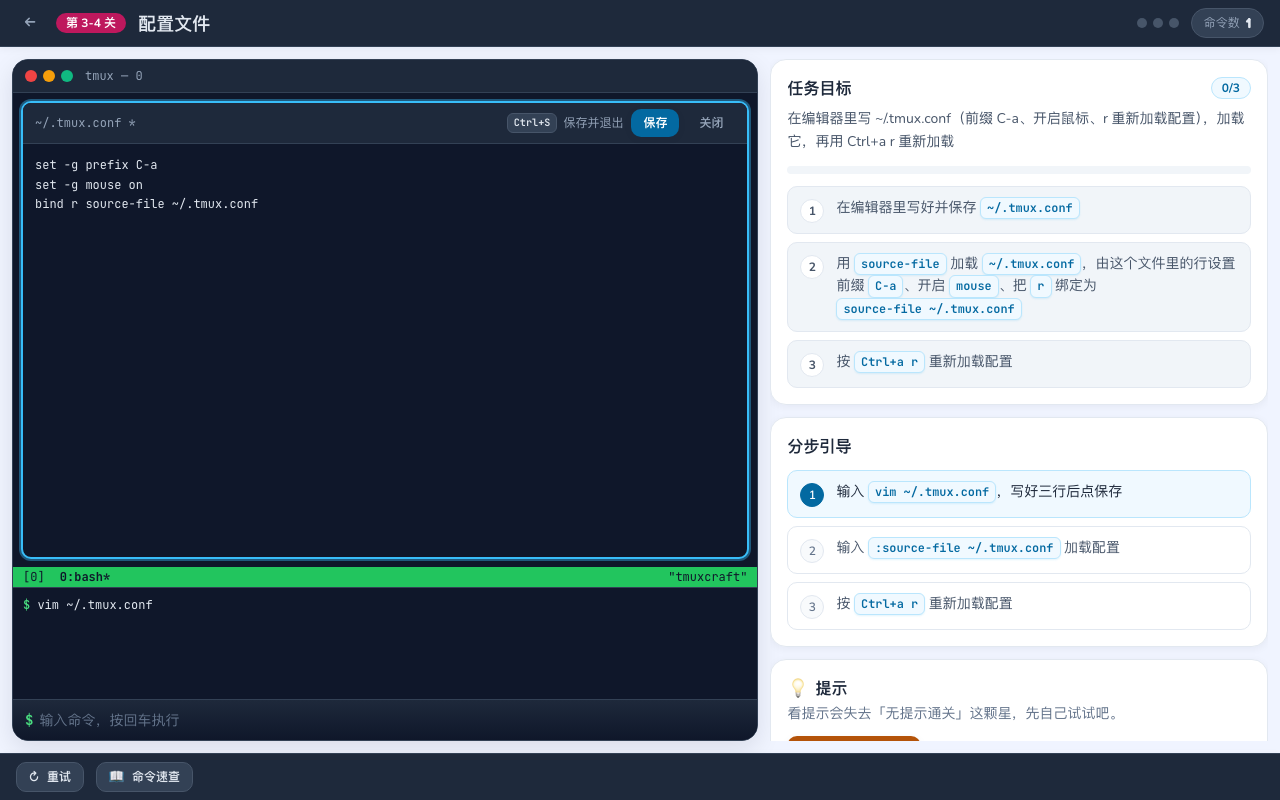 第 3-4 关 配置文件
命令数 1
tmux — 0
~/.tmux.conf *
Ctrl+S 保存并退出 保存 关闭
set -g prefix C-a
set -g mouse on
bind r source-file ~/.tmux.conf
[0] 0:bash* "tmuxcraft"
$ vim ~/.tmux.conf
$ 输入命令，按回车执行
任务目标 0/3
在编辑器里写 ~/.tmux.conf（前缀 C-a、开启鼠标、r 重新加载配置），加载
它，再用 Ctrl+a r 重新加载
1 在编辑器里写好并保存 ~/.tmux.conf
2 用 source-file 加载 ~/.tmux.conf，由这个文件里的行设置
前缀 C-a、开启 mouse、把 r 绑定为
source-file ~/.tmux.conf
3 按 Ctrl+a r 重新加载配置
分步引导
1 输入 vim ~/.tmux.conf，写好三行后点保存
2 输入 :source-file ~/.tmux.conf 加载配置
3 按 Ctrl+a r 重新加载配置
提示
看提示会失去「无提示通关」这颗星，先自己试试吧。
重试 命令速查